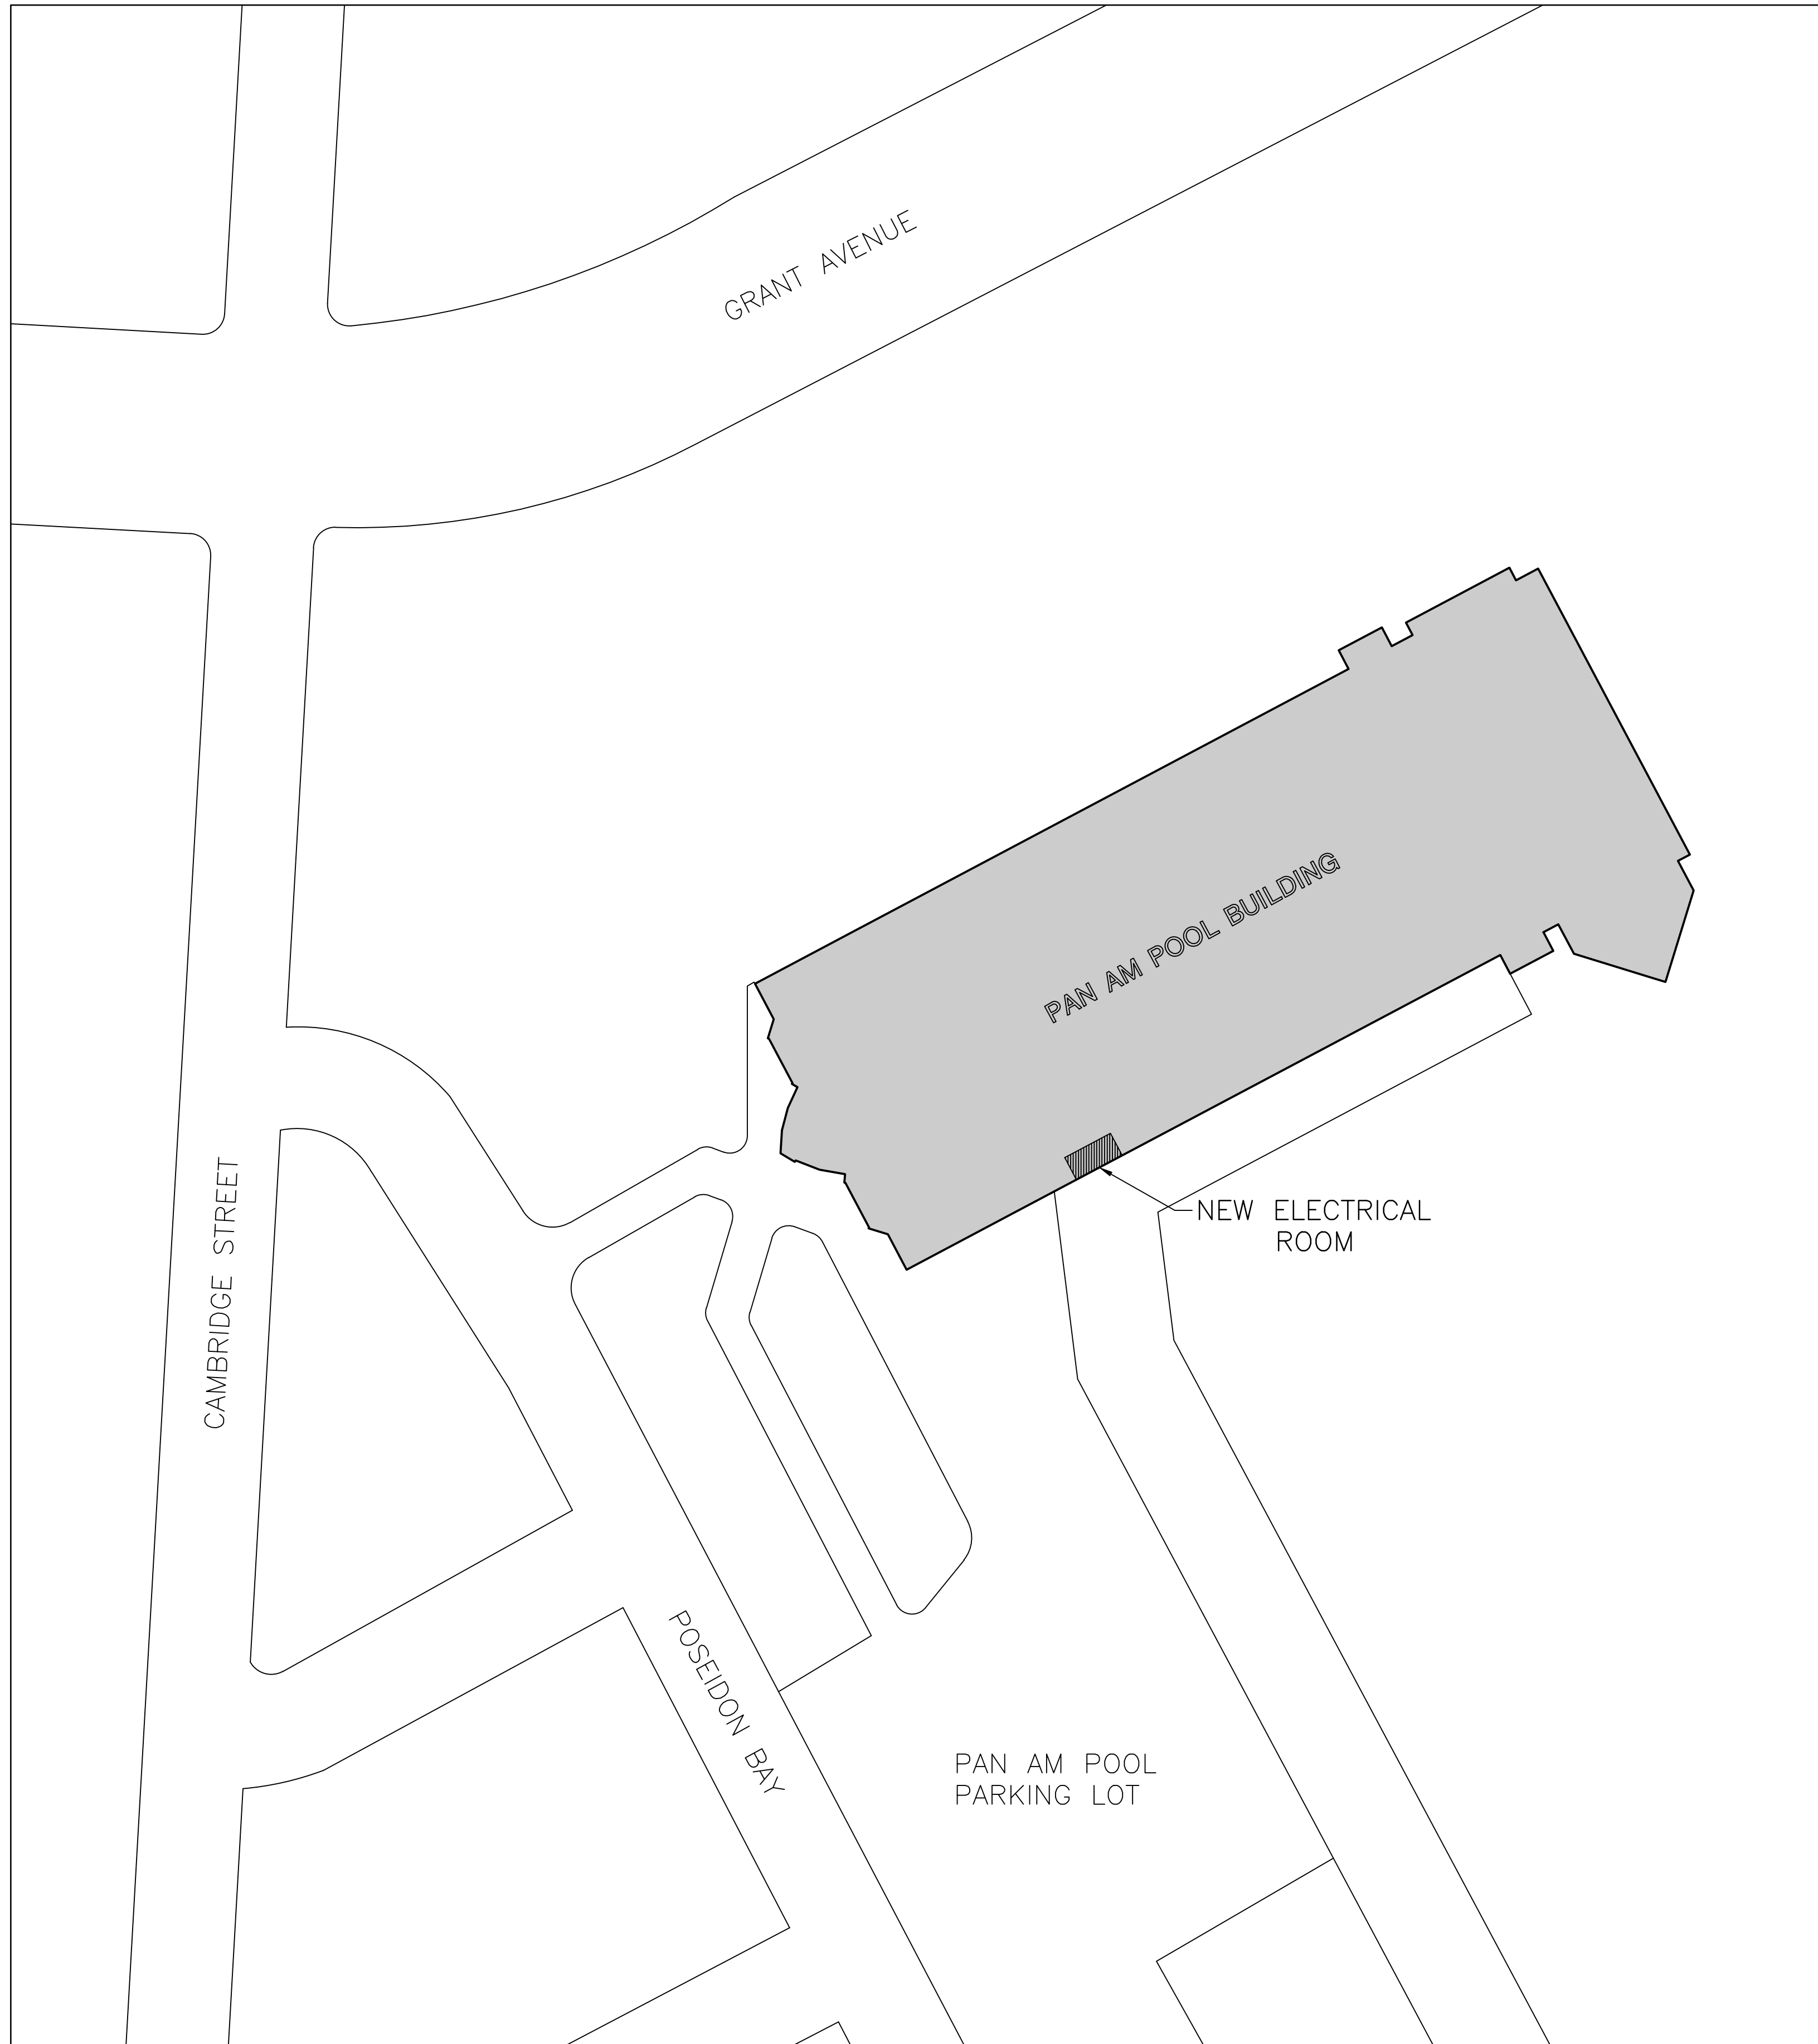 GRANT AVENUE
PAN AM POOL BUILDING
NEW ELECTRICAL
ROOM
CAMBRIDGE STREET
POSEIDON BAY
PAN AM POOL
PARKING LOT